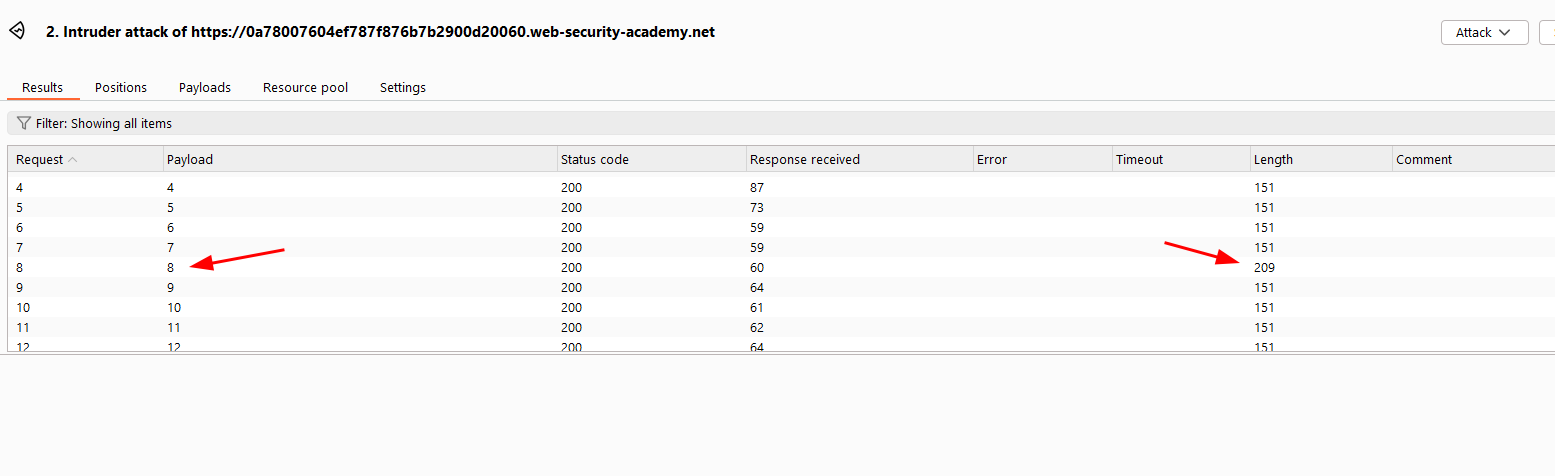 2. Intruder attack of https://0a78007604ef787f876b7b2900d20060.web-security-academy.net
Attack
Results Positions Payloads Resource pool Settings
Filter: Showing all items
Request Payload Status code Response received Error Timeout Length Comment
4 4 200 87 151
5 5 200 73 151
6 6 200 59 151
7 7 200 59 151
8 8 200 60 209
9 9 200 64 151
10 10 200 61 151
11 11 200 62 151
12 12 200 64 151